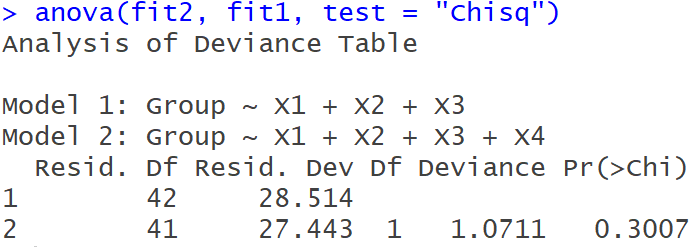 > anova(fit2, fit1, test = "Chisq")
Analysis of Deviance Table
Model 1: Group ~ X1 + X2 + X3
Model 2: Group ~ X1 + X2 + X3 + X4
Resid. Df Resid. Dev Df Deviance Pr(>Chi)
1 42 28.514
2 41 27.443 1 1.0711 0.3007